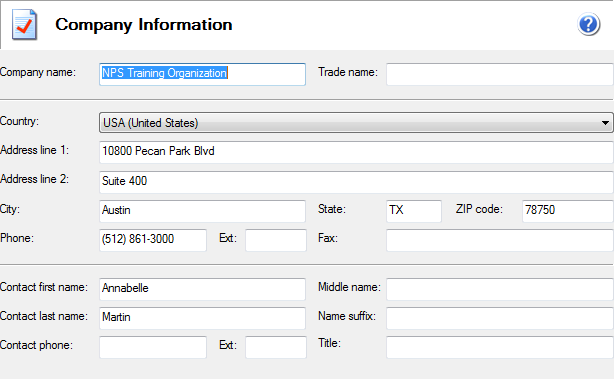 Company Information
Company name: NPS Training Organization Trade name:
Country: USA (United States)
Address line 1: 10800 Pecan Park Blvd
Address line 2: Suite 400
City: Austin State: TX ZIP code: 78750
Phone: (512) 861-3000 Ext: Fax:
Contact first name: Annabelle Middle name:
Contact last name: Martin Name suffix:
Contact phone: Ext: Title: